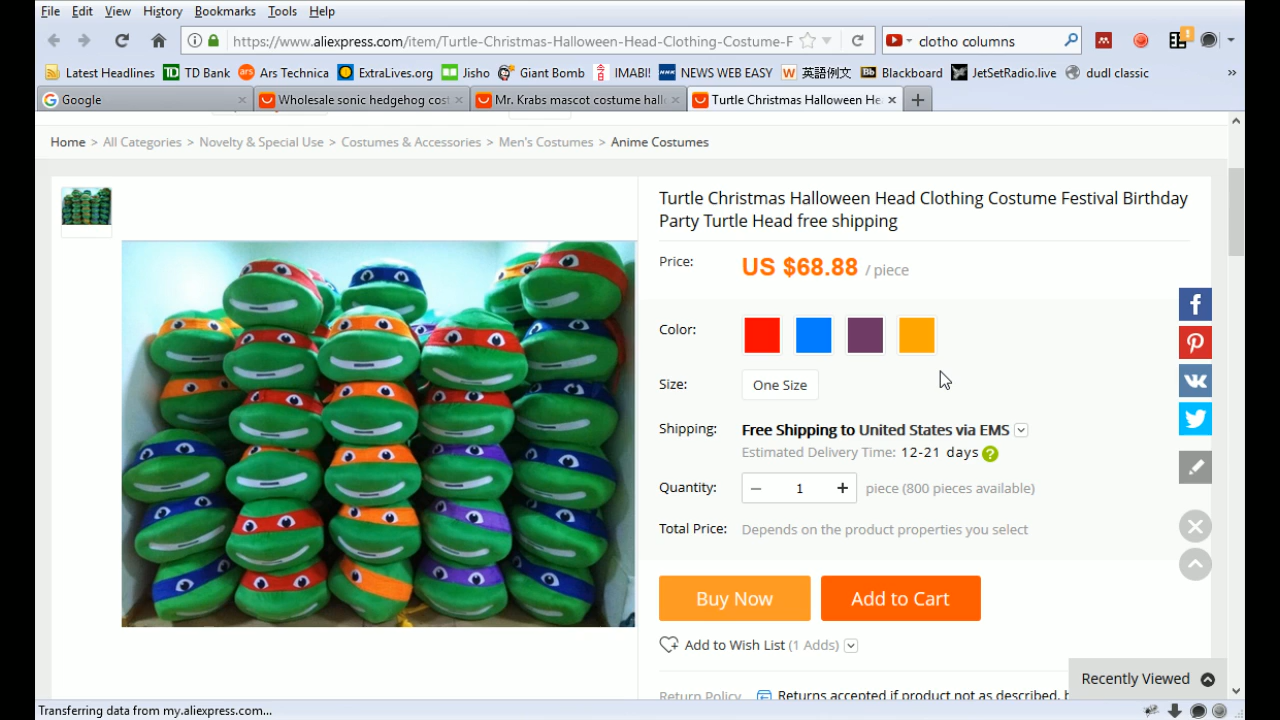 File Edit View History Bookmarks Tools Help
https://www.aliexpress.com/item/Turtle-Christmas-Halloween-Head-Clothing-Costume-F
clotho columns
1
Latest Headlines TD TD Bank ars Ars Technica ExtraLives.org Jisho Giant Bomb IMABI! NHK NEWS WEB EASY W 英語例文 Bb Blackboard JetSetRadio.live dudl classic »
Google
Wholesale sonic hedgehog cos
Mr. Krabs mascot costume hall
Turtle Christmas Halloween He
Home > All Categories > Novelty & Special Use > Costumes & Accessories > Men's Costumes > Anime Costumes
Turtle Christmas Halloween Head Clothing Costume Festival Birthday
Party Turtle Head free shipping
Price: US $68.88 / piece
Color:
Size: One Size
Shipping: Free Shipping to United States via EMS
Estimated Delivery Time: 12-21 days ?
Quantity: − 1 + piece (800 pieces available)
Total Price: Depends on the product properties you select
Buy Now Add to Cart
Add to Wish List (1 Adds)
Recently Viewed
Return Policy Returns accepted if product not as described,
Transferring data from my.aliexpress.com...